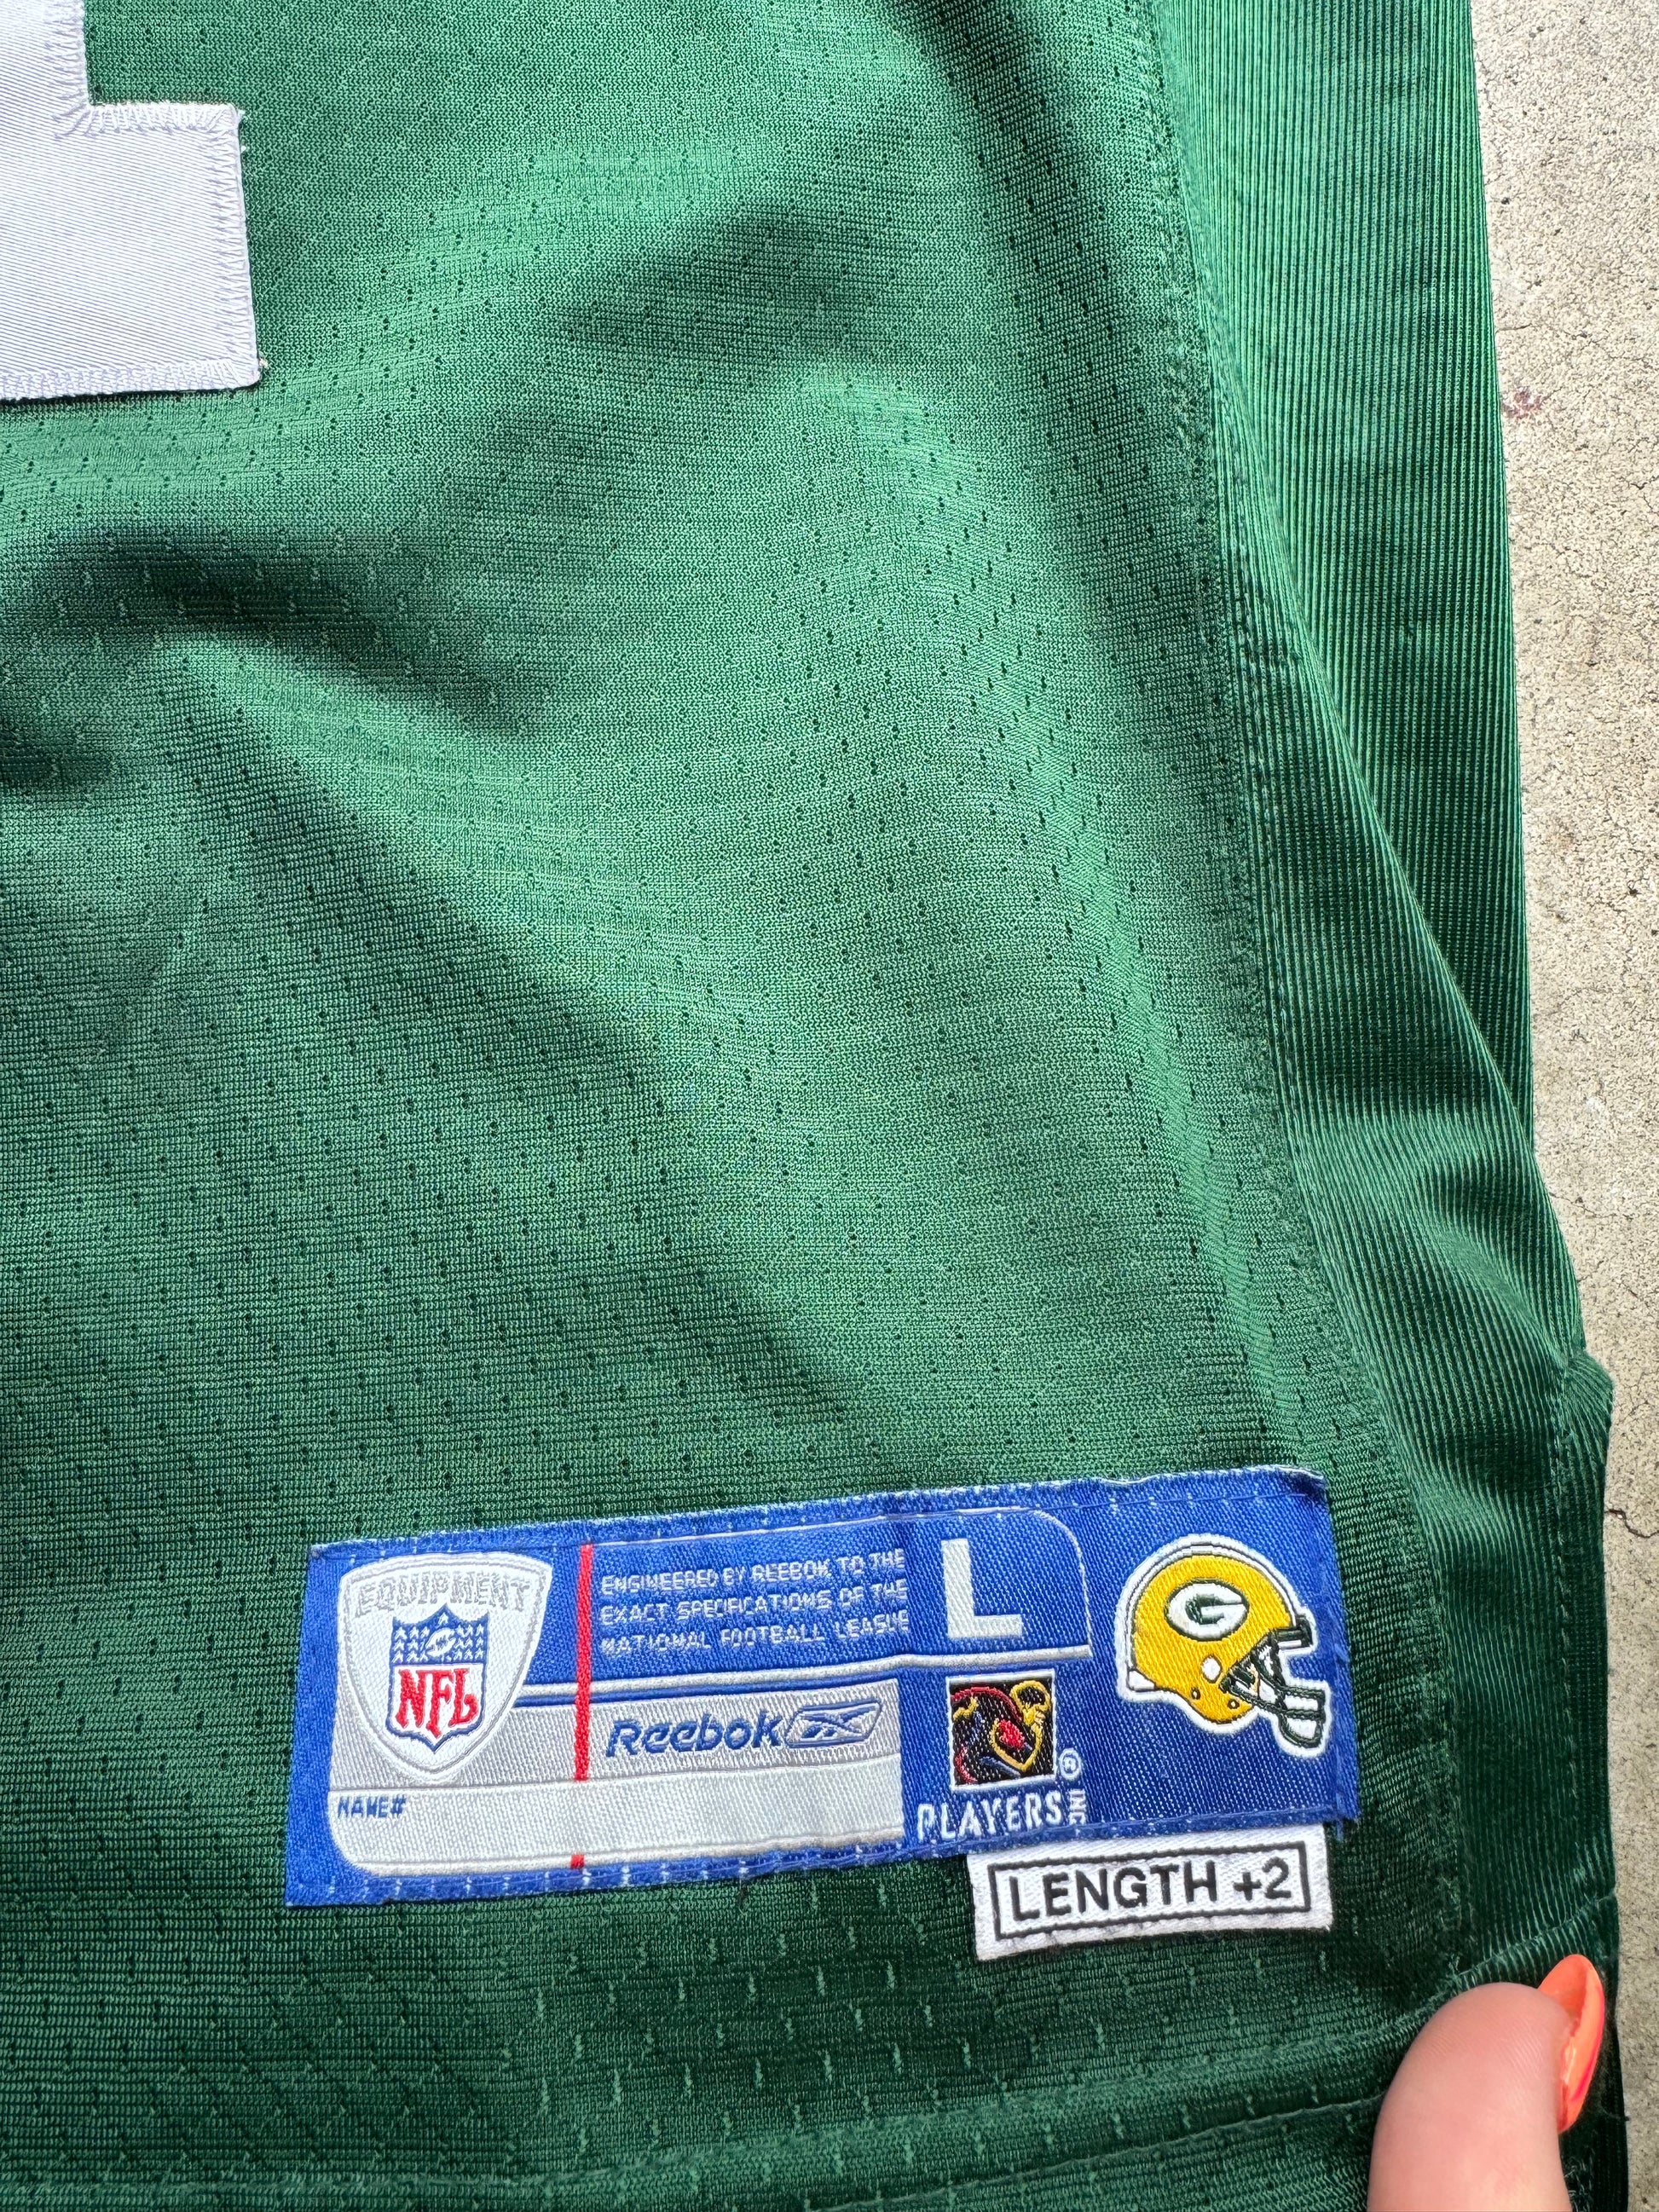 EQUIPMENT
NFL
ENGINEERED BY REEBOK TO THE
EXACT SPECIFICATIONS OF THE
NATIONAL FOOTBALL LEAGUE
L
G
Reebok
NAME#
PLAYERS INC
®
LENGTH +2